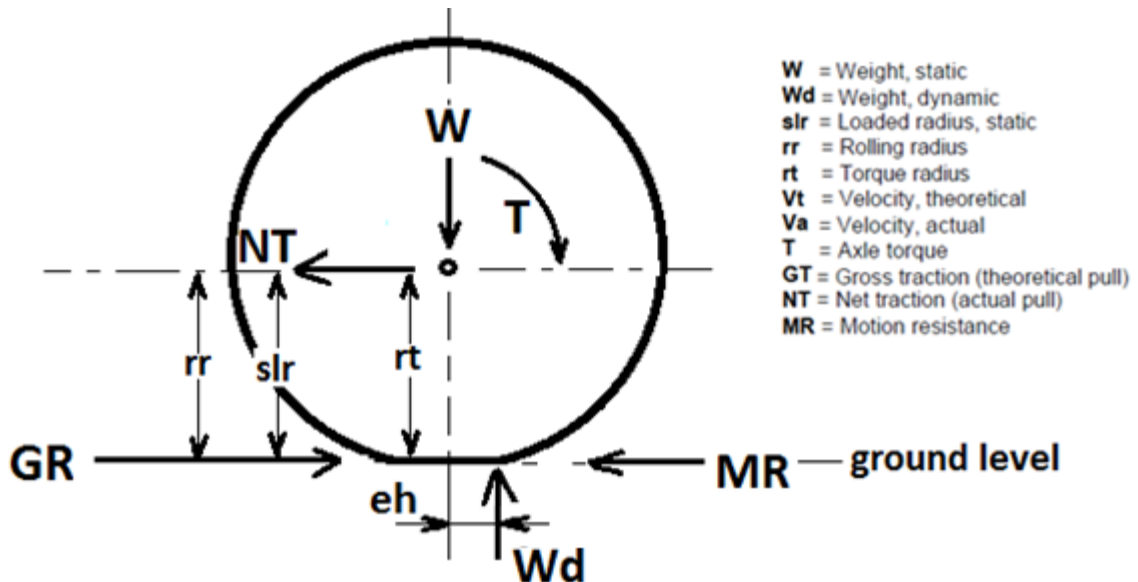 W
T
NT
rr
slr
rt
GR
MR
ground level
eh
Wd
W = Weight, static
Wd = Weight, dynamic
slr = Loaded radius, static
rr = Rolling radius
rt = Torque radius
Vt = Velocity, theoretical
Va = Velocity, actual
T = Axle torque
GT = Gross traction (theoretical pull)
NT = Net traction (actual pull)
MR = Motion resistance